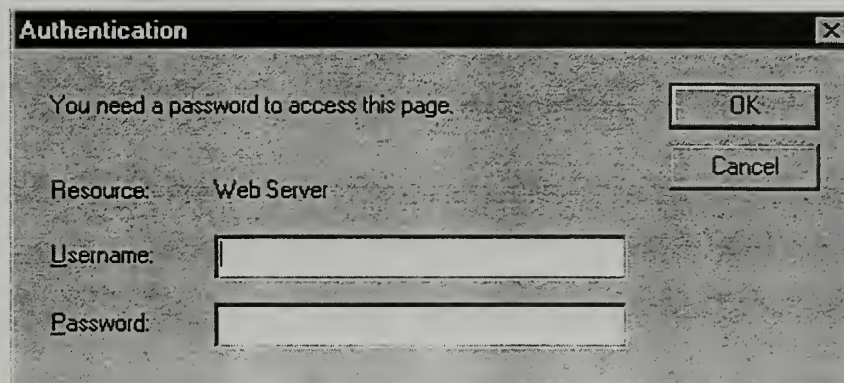 Authentication
You need a password to access this page.
OK
Cancel
Resource: Web Server
Username:
Password: